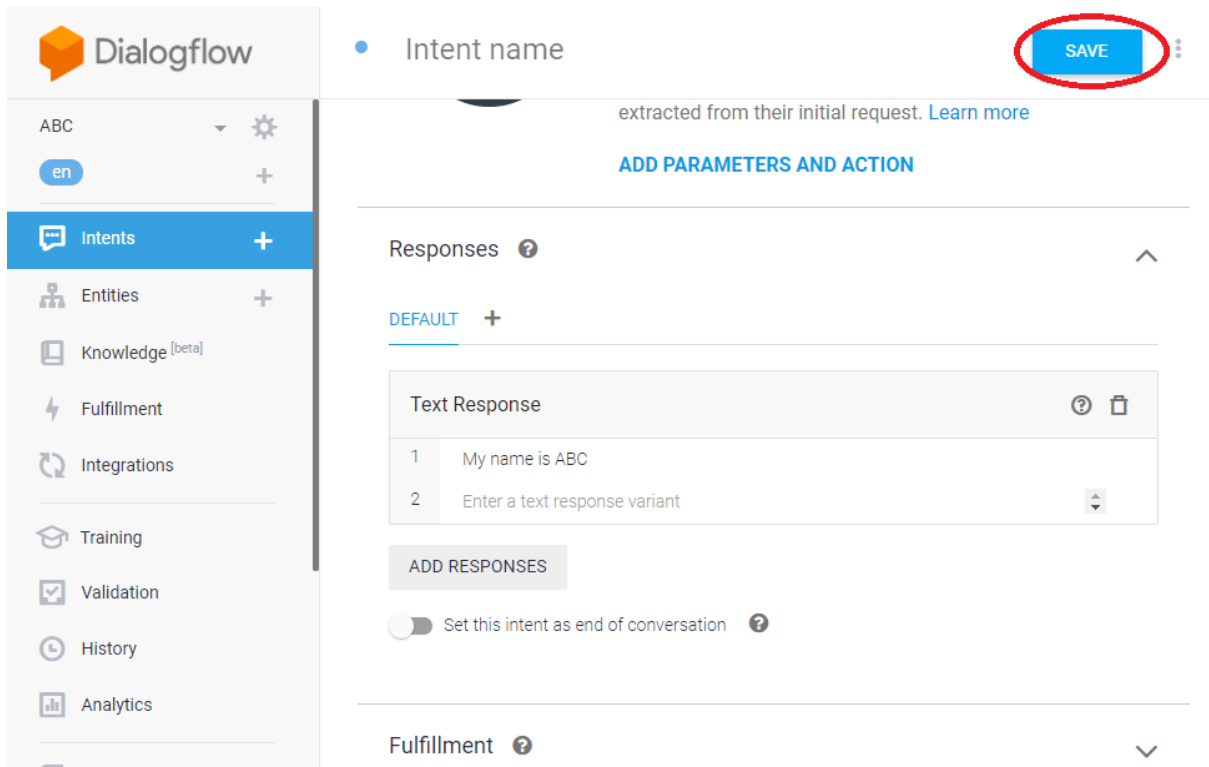 Dialogflow
Intent name
SAVE
ABC
en
Intents
Entities
Knowledge [beta]
Fulfillment
Integrations
Training
Validation
History
Analytics
extracted from their initial request. Learn more
ADD PARAMETERS AND ACTION
Responses
DEFAULT
Text Response
1 My name is ABC
2 Enter a text response variant
ADD RESPONSES
Set this intent as end of conversation
Fulfillment